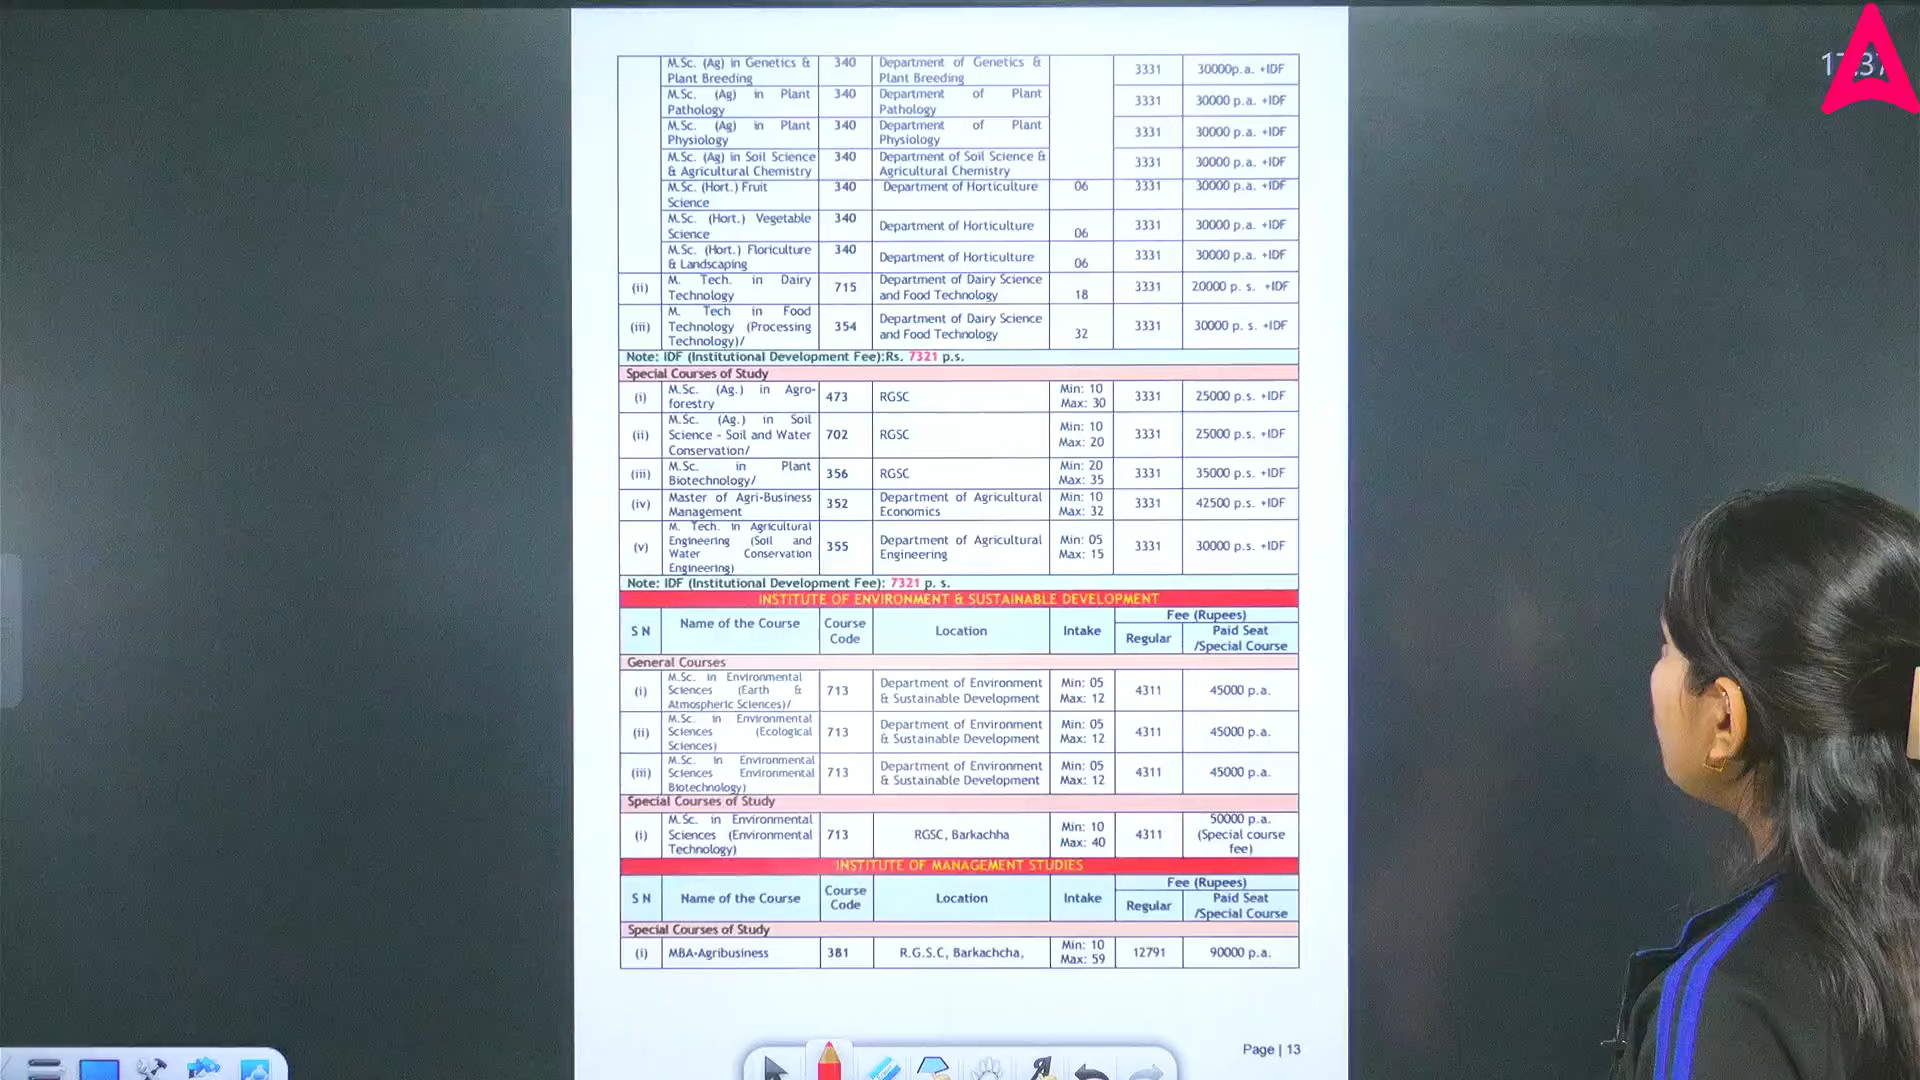 17:37
M.Sc. (Ag) in Genetics & Plant Breeding 340 Department of Genetics & Plant Breeding 3331 30000p.a. +IDF
M.Sc. (Ag) in Plant Pathology 340 Department of Plant Pathology 3331 30000 p.a. +IDF
M.Sc. (Ag) in Plant Physiology 340 Department of Plant Physiology 3331 30000 p.a. +IDF
M.Sc. (Ag) in Soil Science & Agricultural Chemistry 340 Department of Soil Science & Agricultural Chemistry 3331 30000 p.a. +IDF
M.Sc. (Hort.) Fruit Science 340 Department of Horticulture 06 3331 30000 p.a. +IDF
M.Sc. (Hort.) Vegetable Science 340 Department of Horticulture 06 3331 30000 p.a. +IDF
M.Sc. (Hort.) Floriculture & Landscaping 340 Department of Horticulture 06 3331 30000 p.a. +IDF
(ii) M. Tech. in Dairy Technology 715 Department of Dairy Science and Food Technology 18 3331 20000 p. s. +IDF
(iii) M. Tech in Food Technology (Processing Technology)/ 354 Department of Dairy Science and Food Technology 32 3331 30000 p. s. +IDF
Note: IDF (Institutional Development Fee):Rs. 7321 p.s.
Special Courses of Study
(i) M.Sc. (Ag.) in Agro-forestry 473 RGSC Min: 10 Max: 30 3331 25000 p.s. +IDF
(ii) M.Sc. (Ag.) in Soil Science - Soil and Water Conservation/ 702 RGSC Min: 10 Max: 20 3331 25000 p.s. +IDF
(iii) M.Sc. in Plant Biotechnology/ 356 RGSC Min: 20 Max: 35 3331 35000 p.s. +IDF
(iv) Master of Agri-Business Management 352 Department of Agricultural Economics Min: 10 Max: 32 3331 42500 p.s. +IDF
(v) M. Tech. in Agricultural Engineering (Soil and Water Conservation Engineering) 355 Department of Agricultural Engineering Min: 05 Max: 15 3331 30000 p.s. +IDF
Note: IDF (Institutional Development Fee): 7321 p. s.
INSTITUTE OF ENVIRONMENT & SUSTAINABLE DEVELOPMENT
S N Name of the Course Course Code Location Intake Fee (Rupees) Regular Paid Seat /Special Course
General Courses
(i) M.Sc. in Environmental Sciences (Earth & Atmospheric Sciences)/ 713 Department of Environment & Sustainable Development Min: 05 Max: 12 4311 45000 p.a.
(ii) M.Sc. in Environmental Sciences (Ecological Sciences) 713 Department of Environment & Sustainable Development Min: 05 Max: 12 4311 45000 p.a.
(iii) M.Sc. in Environmental Sciences Environmental Biotechnology) 713 Department of Environment & Sustainable Development Min: 05 Max: 12 4311 45000 p.a.
Special Courses of Study
(i) M.Sc. in Environmental Sciences (Environmental Technology) 713 RGSC, Barkachha Min: 10 Max: 40 4311 50000 p.a. (Special course fee)
INSTITUTE OF MANAGEMENT STUDIES
S N Name of the Course Course Code Location Intake Fee (Rupees) Regular Paid Seat /Special Course
Special Courses of Study
(i) MBA-Agribusiness 381 R.G.S.C, Barkachcha, Min: 10 Max: 59 12791 90000 p.a.
Page | 13